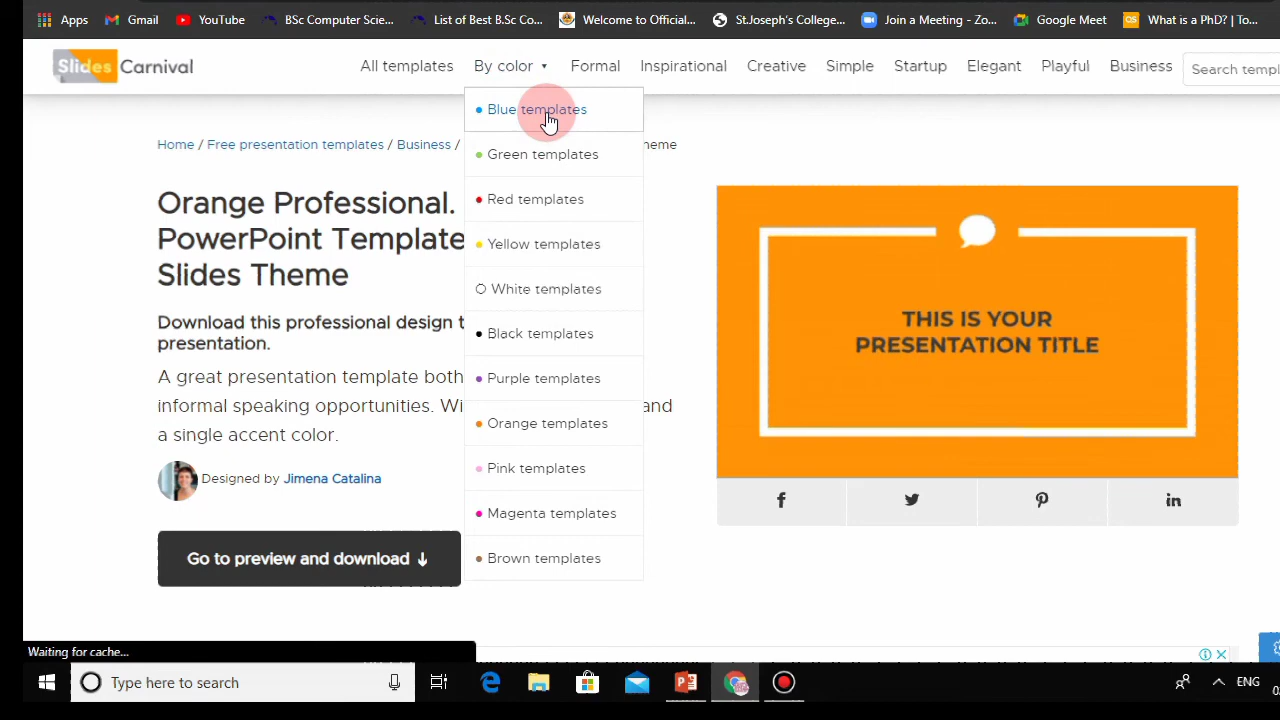 Apps Gmail YouTube BSc Computer Scie... List of Best B.Sc Co... Welcome to Official... St.Joseph's College... Join a Meeting - Zo... Google Meet What is a PhD? | To...
Slides Carnival All templates By color Formal Inspirational Creative Simple Startup Elegant Playful Business Search templ
Blue templates
Green templates
Red templates
Yellow templates
White templates
Black templates
Purple templates
Orange templates
Pink templates
Magenta templates
Brown templates
Home / Free presentation templates / Business /
Orange Professional.
PowerPoint Template
Slides Theme
Download this professional design
presentation.
A great presentation template both
informal speaking opportunities. and
a single accent color.
Designed by Jimena Catalina
Go to preview and download
THIS IS YOUR
PRESENTATION TITLE
Waiting for cache...
Type here to search
ENG